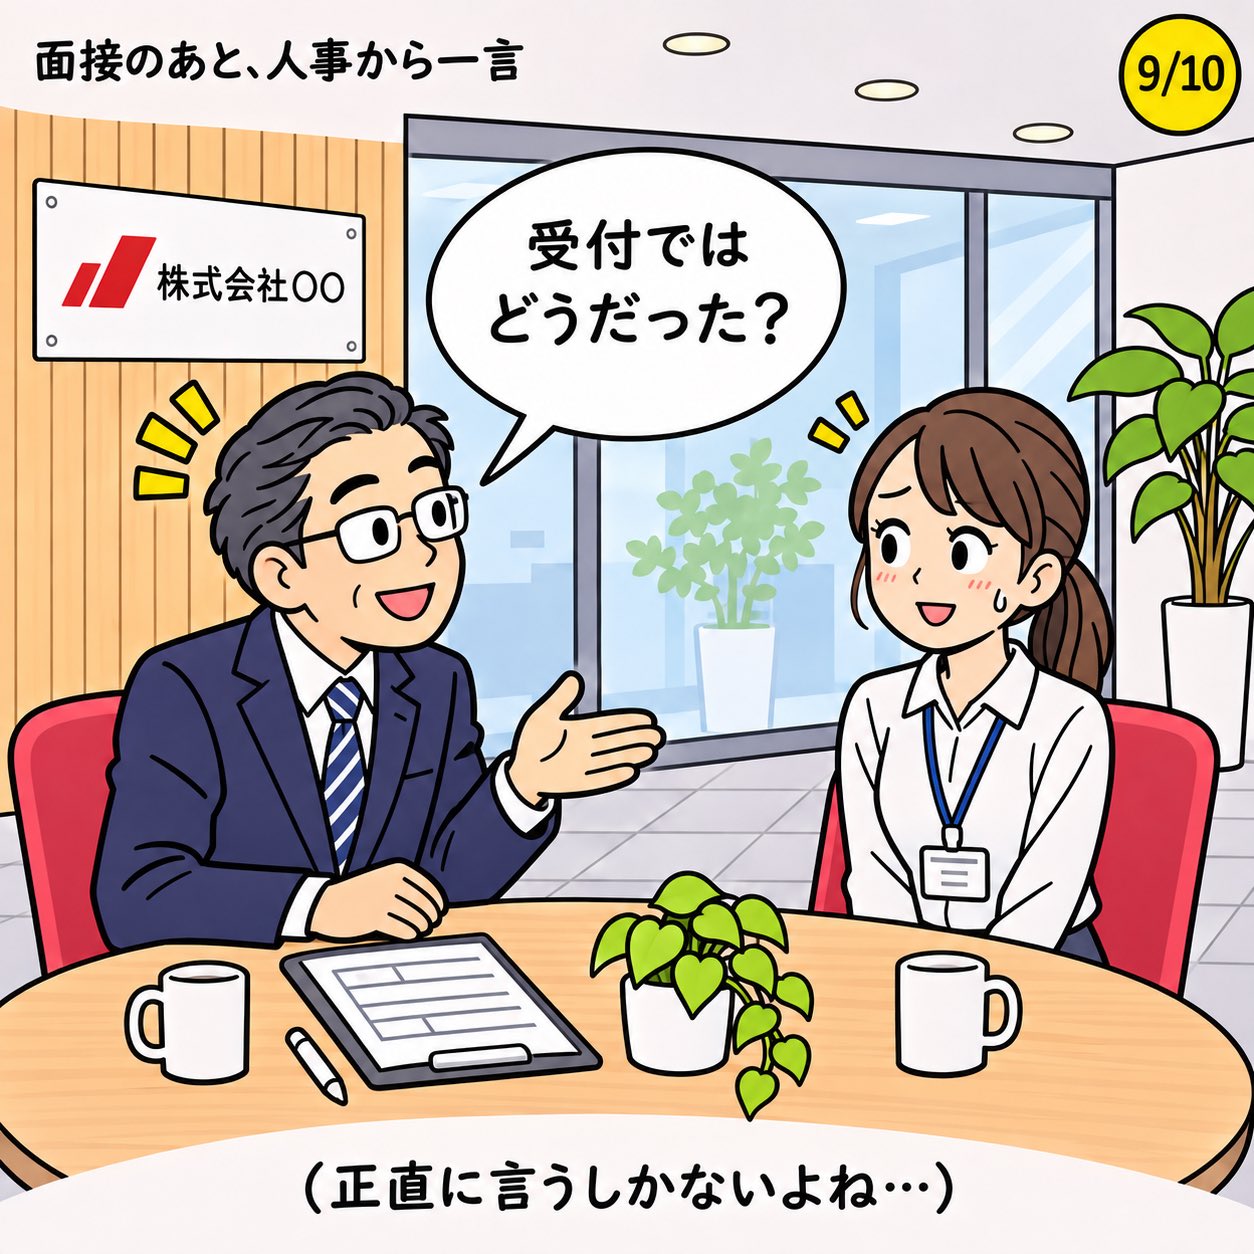 面接のあと、人事から一言
9/10
株式会社〇〇
受付では
どうだった？
（正直に言うしかないよね…）